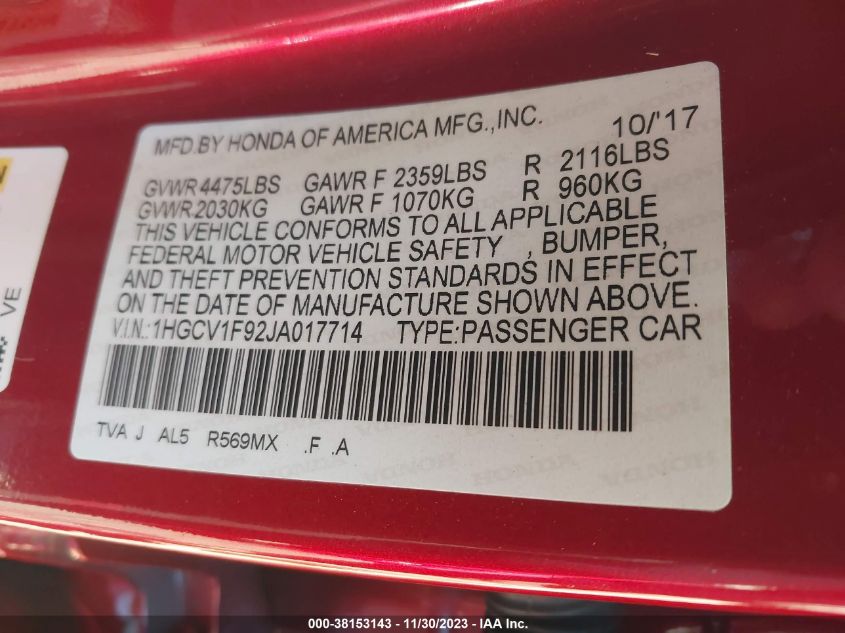 MFD.BY HONDA OF AMERICA MFG.,INC. 10/'17
GVWR 4475LBS GAWR F 2359LBS R 2116LBS
GVWR 2030KG GAWR F 1070KG R 960KG
THIS VEHICLE CONFORMS TO ALL APPLICABLE
FEDERAL MOTOR VEHICLE SAFETY , BUMPER,
AND THEFT PREVENTION STANDARDS IN EFFECT
ON THE DATE OF MANUFACTURE SHOWN ABOVE.
V.I.N.: 1HGCV1F92JA017714 TYPE:PASSENGER CAR
TVA J AL5 R569MX .F .A
VE
000-38153143 - 11/30/2023 - IAA Inc.